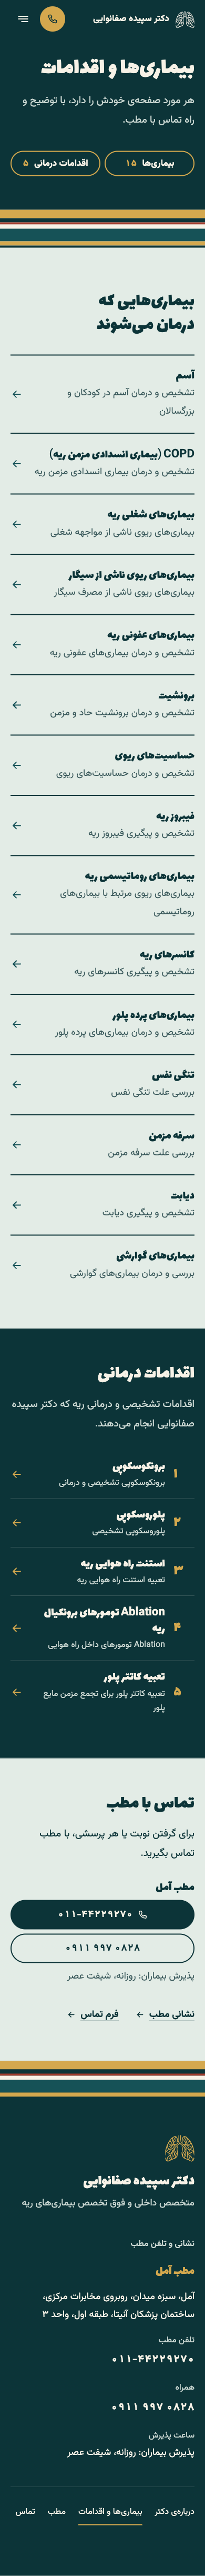 دکتر سپیده صفائوایی
بیماری‌ها و اقدامات
هر مورد صفحه‌ی خودش را دارد، با توضیح و
راه تماس با مطب.
بیماری‌ها ۱۵
اقدامات درمانی ۵
بیماری‌هایی که
درمان می‌شوند
آسم
تشخیص و درمان آسم در کودکان و
بزرگسالان
COPD (بیماری انسدادی مزمن ریه)
تشخیص و درمان بیماری انسدادی مزمن ریه
بیماری‌های شغلی ریه
بیماری‌های ریوی ناشی از مواجهه شغلی
بیماری‌های ریوی ناشی از سیگار
بیماری‌های ریوی ناشی از مصرف سیگار
بیماری‌های عفونی ریه
تشخیص و درمان بیماری‌های عفونی ریه
برونشیت
تشخیص و درمان برونشیت حاد و مزمن
حساسیت‌های ریوی
تشخیص و درمان حساسیت‌های ریوی
فیبروز ریه
تشخیص و پیگیری فیبروز ریه
بیماری‌های روماتیسمی ریه
بیماری‌های ریوی مرتبط با بیماری‌های
روماتیسمی
کانسرهای ریه
تشخیص و پیگیری کانسرهای ریه
بیماری‌های پرده پلور
تشخیص و درمان بیماری‌های پرده پلور
تنگی نفس
بررسی علت تنگی نفس
سرفه مزمن
بررسی علت سرفه مزمن
دیابت
تشخیص و پیگیری دیابت
بیماری‌های گوارشی
بررسی و درمان بیماری‌های گوارشی
اقدامات درمانی
اقدامات تشخیصی و درمانی ریه که دکتر سپیده
صفائوایی انجام می‌دهند.
۱
برونکوسکوپی
برونکوسکوپی تشخیصی و درمانی
۲
پلوروسکوپی
پلوروسکوپی تشخیصی
۳
استنت راه هوایی ریه
تعبیه استنت راه هوایی ریه
۴
Ablation تومورهای برونکیال
ریه
Ablation تومورهای داخل راه هوایی
۵
تعبیه کاتتر پلور
تعبیه کاتتر پلور برای تجمع مزمن مایع
پلور
تماس با مطب
برای گرفتن نوبت یا هر پرسشی، با مطب
تماس بگیرید.
مطب آمل
۰۱۱-۴۴۲۲۹۲۷۰
۰۹۱۱ ۹۹۷ ۰۸۲۸
پذیرش بیماران: روزانه، شیفت عصر
نشانی مطب
فرم تماس
دکتر سپیده صفائوایی
متخصص داخلی و فوق تخصص بیماری‌های ریه
نشانی و تلفن مطب
مطب آمل
آمل، سبزه میدان، روبروی مخابرات مرکزی،
ساختمان پزشکان آنیتا، طبقه اول، واحد ۳
تلفن مطب
۰۱۱-۴۴۲۲۹۲۷۰
همراه
۰۹۱۱ ۹۹۷ ۰۸۲۸
ساعت پذیرش
پذیرش بیماران: روزانه، شیفت عصر
درباره‌ی دکتر
بیماری‌ها و اقدامات
مطب
تماس